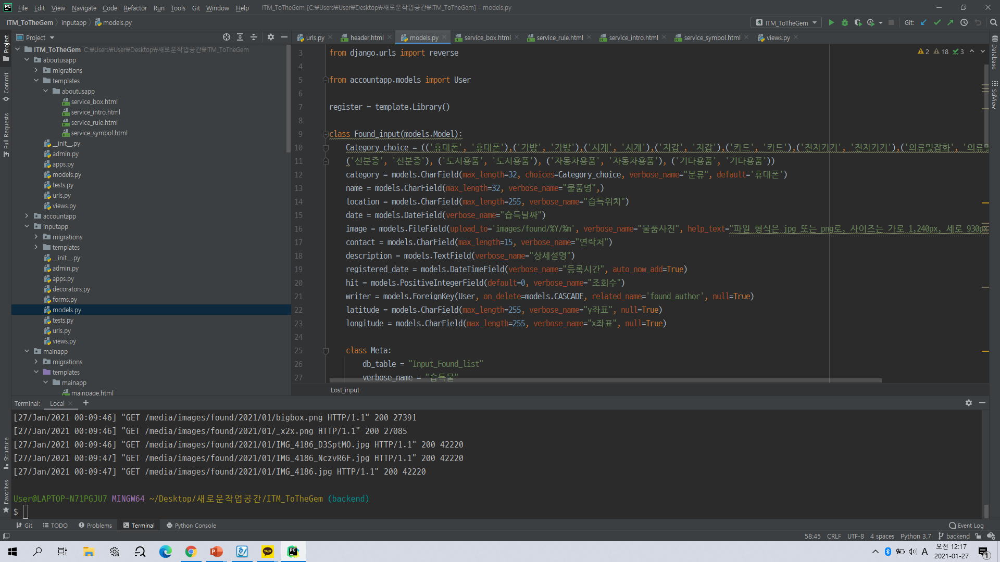 File Edit View Navigate Code Refactor Run Tools Git Window Help ITM_ToTheGem [C:₩Users₩User₩Desktop₩새로운작업공간₩ITM_ToTheGem] - models.py
ITM_ToTheGem inputapp models.py ITM_ToTheGem Git:
Project
urls.py header.html models.py service_box.html service_rule.html service_intro.html service_symbol.html views.py
ITM_ToTheGem C:₩Users₩User₩Desktop₩새로운작업공간₩ITM_ToTheGem
aboutusapp
migrations
templates
aboutusapp
service_box.html
service_intro.html
service_rule.html
service_symbol.html
__init__.py
admin.py
apps.py
models.py
tests.py
urls.py
views.py
accountapp
inputapp
migrations
templates
__init__.py
admin.py
apps.py
decorators.py
forms.py
models.py
tests.py
urls.py
views.py
mainapp
migrations
templates
mainapp
mainpage.html
Project
Commit
Pull Requests
Structure
Favorites
2 18 3
3 from django.urls import reverse
4
5 from accountapp.models import User
6
7 register = template.Library()
8
9 class Found_input(models.Model):
10 Category_choice = (('휴대폰', '휴대폰'),('가방', '가방'),('시계', '시계'),('지갑', '지갑'),('카드', '카드'),('전자기기', '전자기기'),('의류및잡화', '의류및
11 ('신분증', '신분증'), ('도서용품', '도서용품'), ('자동차용품', '자동차용품'), ('기타용품', '기타용품'))
12 category = models.CharField(max_length=32, choices=Category_choice, verbose_name="분류", default='휴대폰')
13 name = models.CharField(max_length=32, verbose_name="물품명",)
14 location = models.CharField(max_length=255, verbose_name="습득위치")
15 date = models.DateField(verbose_name="습득날짜")
16 image = models.FileField(upload_to='images/found/%Y/%m', verbose_name="물품사진", help_text="파일 형식은 jpg 또는 png로, 사이즈는 가로 1,240px, 세로 930px
17 contact = models.CharField(max_length=15, verbose_name="연락처")
18 description = models.TextField(verbose_name="상세설명")
19 registered_date = models.DateTimeField(verbose_name="등록시간", auto_now_add=True)
20 hit = models.PositiveIntegerField(default=0, verbose_name="조회수")
21 writer = models.ForeignKey(User, on_delete=models.CASCADE, related_name='found_author', null=True)
22 latitude = models.CharField(max_length=255, verbose_name="y좌표", null=True)
23 longitude = models.CharField(max_length=255, verbose_name="x좌표", null=True)
24
25 class Meta:
26 db_table = "Input_Found_list"
27 verbose_name = "습득물"
Lost_input
Database
SciView
Terminal: Local
[27/Jan/2021 00:09:46] "GET /media/images/found/2021/01/bigbox.png HTTP/1.1" 200 27391
[27/Jan/2021 00:09:46] "GET /media/images/found/2021/01/_x2x.png HTTP/1.1" 200 27085
[27/Jan/2021 00:09:46] "GET /media/images/found/2021/01/IMG_4186_D3SptMO.jpg HTTP/1.1" 200 42220
[27/Jan/2021 00:09:47] "GET /media/images/found/2021/01/IMG_4186_NczvR6F.jpg HTTP/1.1" 200 42220
[27/Jan/2021 00:09:47] "GET /media/images/found/2021/01/IMG_4186.jpg HTTP/1.1" 200 42220
User@LAPTOP-N71PGJU7 MINGW64 ~/Desktop/새로운작업공간/ITM_ToTheGem (backend)
$
Git TODO Problems Terminal Python Console Event Log
58:45 CRLF UTF-8 4 spaces Python 3.7 backend
TALK PC A 오전 12:17
2021-01-27 1